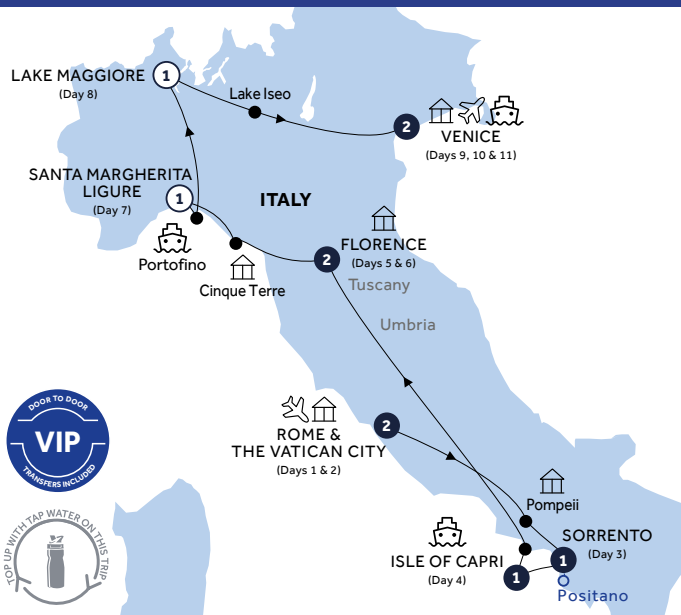 LAKE MAGGIORE
(Day 8)
1
Lake Iseo
2
VENICE
(Days 9, 10 & 11)
SANTA MARGHERITA
LIGURE
(Day 7)
1
ITALY
Portofino
Cinque Terre
2
FLORENCE
(Days 5 & 6)
Tuscany
Umbria
DOOR TO DOOR
VIP
TRANSFERS INCLUDED
2
ROME &
THE VATICAN CITY
(Days 1 & 2)
Pompeii
SORRENTO
(Day 3)
1
ISLE OF CAPRI
(Day 4)
1
Positano
TOP UP WITH TAP WATER ON THIS TRIP